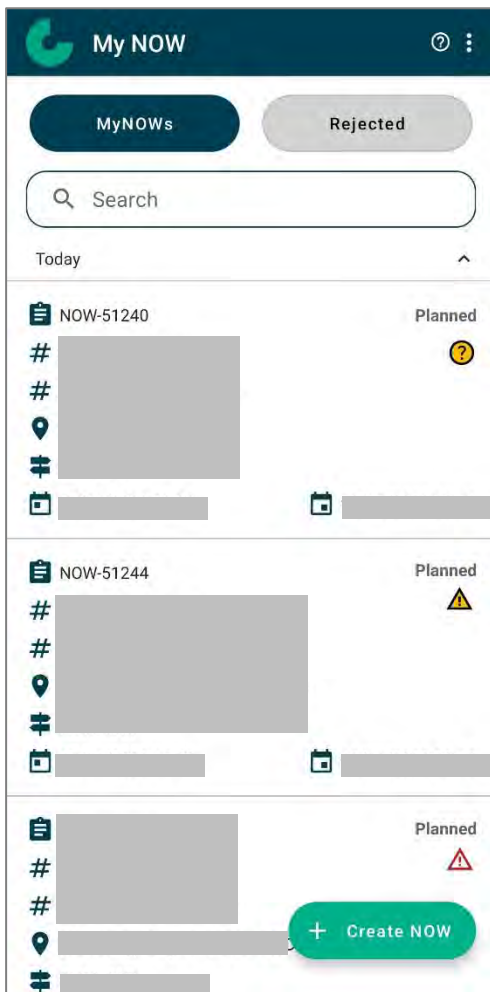 My NOW
MyNOWs Rejected
Search
Today
NOW-51240 Planned
NOW-51244 Planned
Planned
+ Create NOW